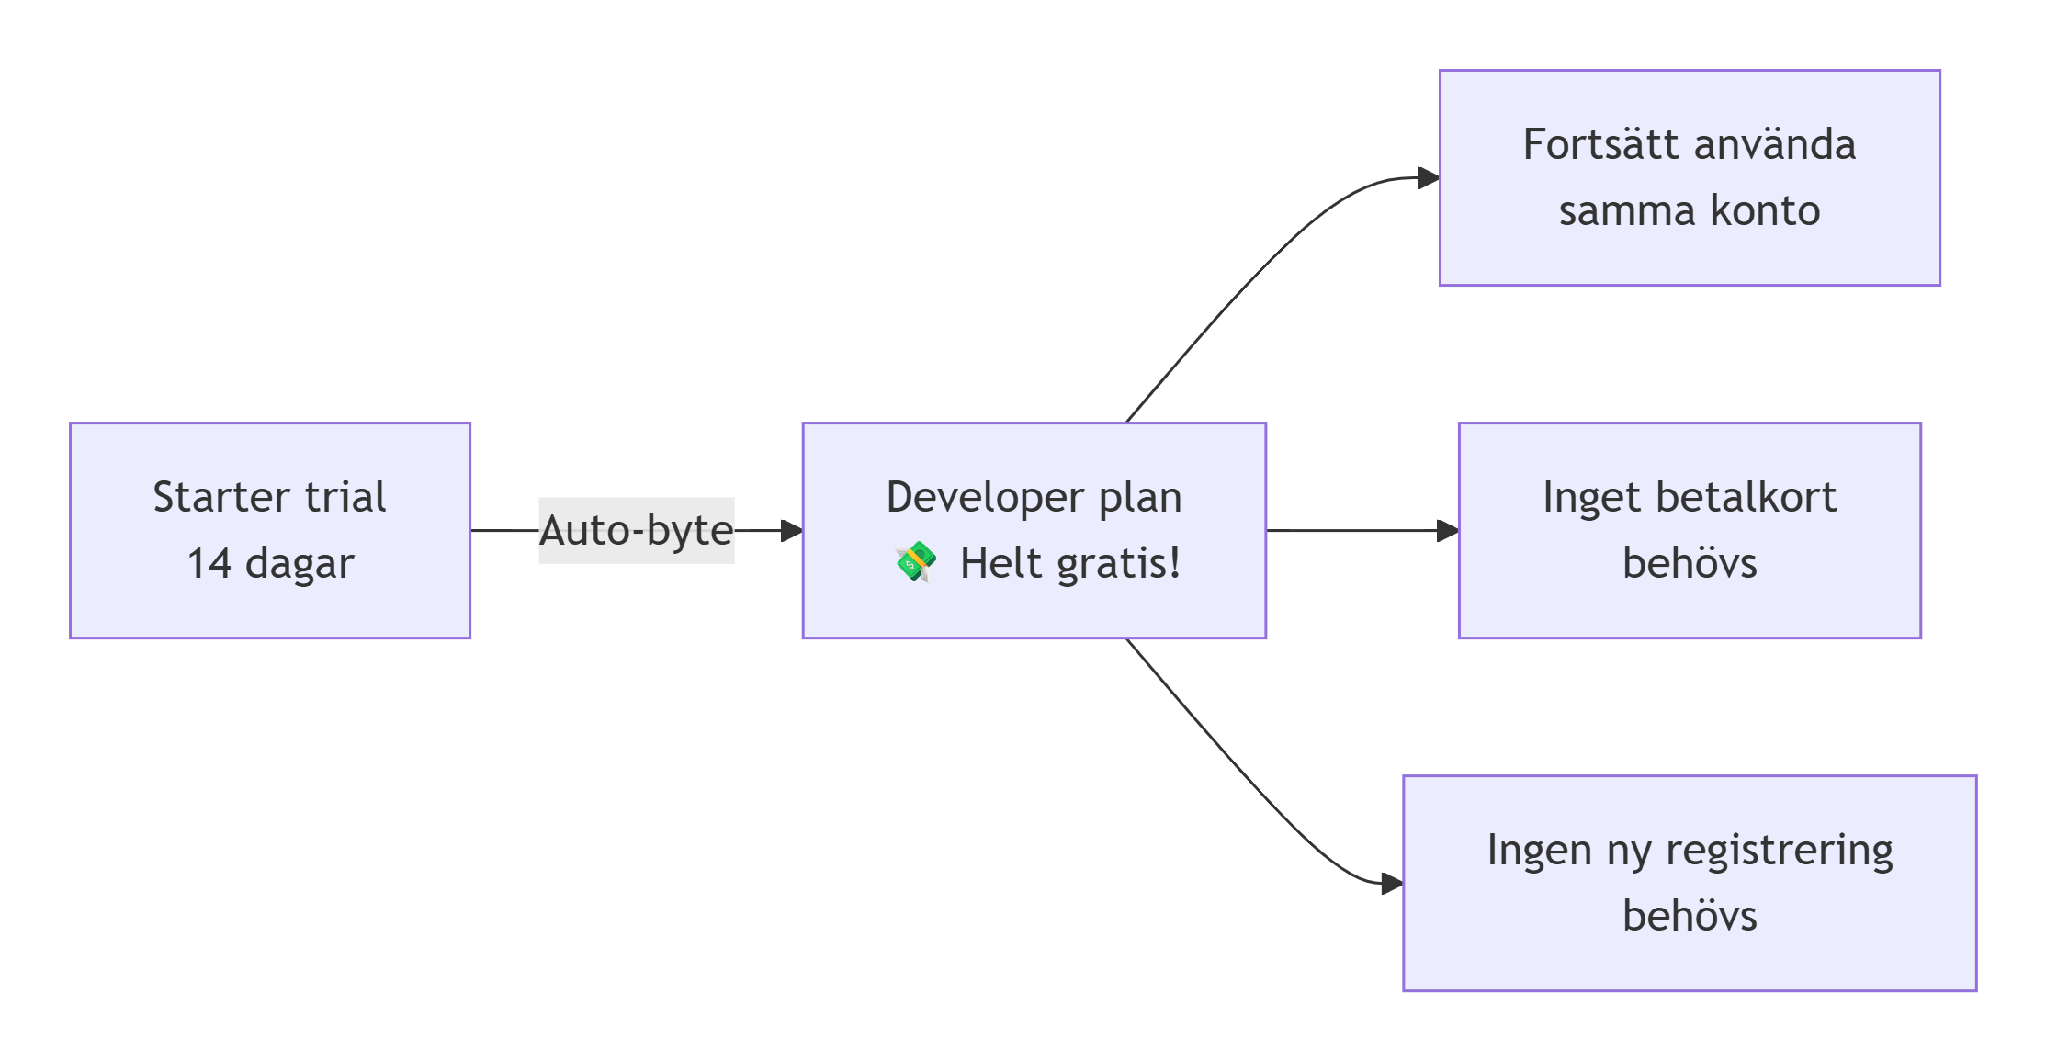 Starter trial
14 dagar
Auto-byte
Developer plan
💸 Helt gratis!
Fortsätt använda
samma konto
Inget betalkort
behövs
Ingen ny registrering
behövs